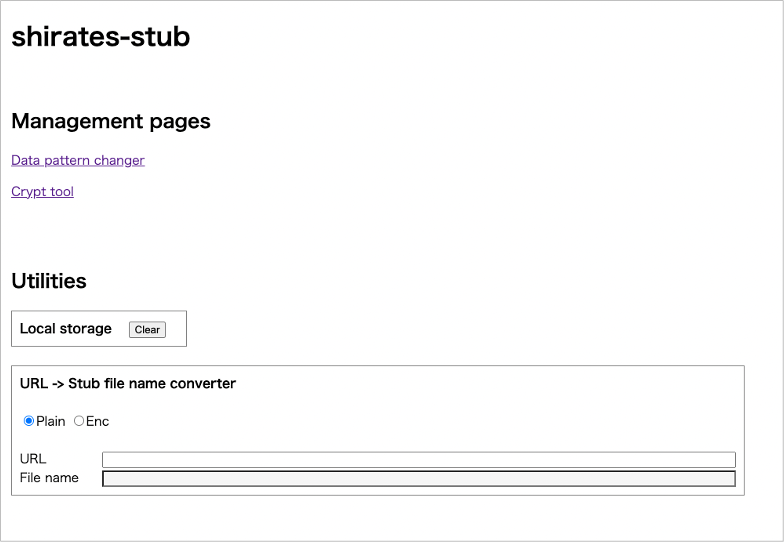 shirates-stub
Management pages
Data pattern changer
Crypt tool
Utilities
Local storage Clear
URL -> Stub file name converter
Plain Enc
URL
File name